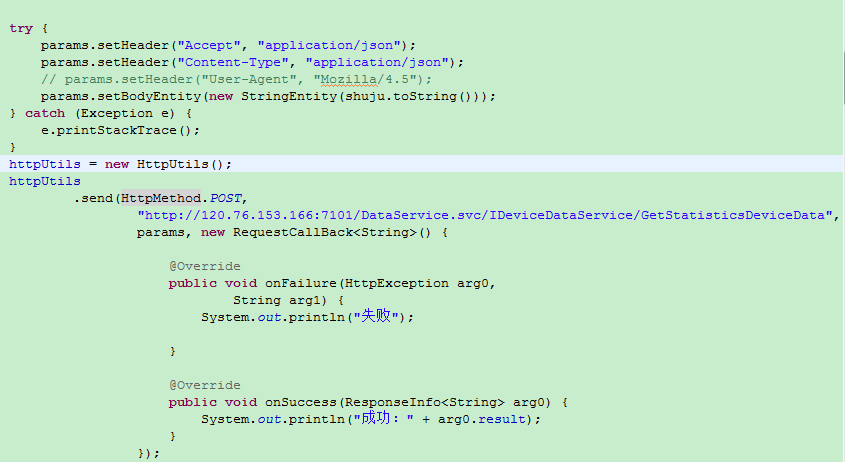 try {
params.setHeader("Accept", "application/json");
params.setHeader("Content-Type", "application/json");
// params.setHeader("User-Agent", "Mozilla/4.5");
params.setBodyEntity(new StringEntity(shuju.toString()));
} catch (Exception e) {
e.printStackTrace();
}
httpUtils = new HttpUtils();
httpUtils
.send(HttpMethod.POST,
"http://120.76.153.166:7101/DataService.svc/IDeviceDataService/GetStatisticsDeviceData",
params, new RequestCallBack<String>() {
@Override
public void onFailure(HttpException arg0,
String arg1) {
System.out.println("失败");
}
@Override
public void onSuccess(ResponseInfo<String> arg0) {
System.out.println("成功：" + arg0.result);
}
});